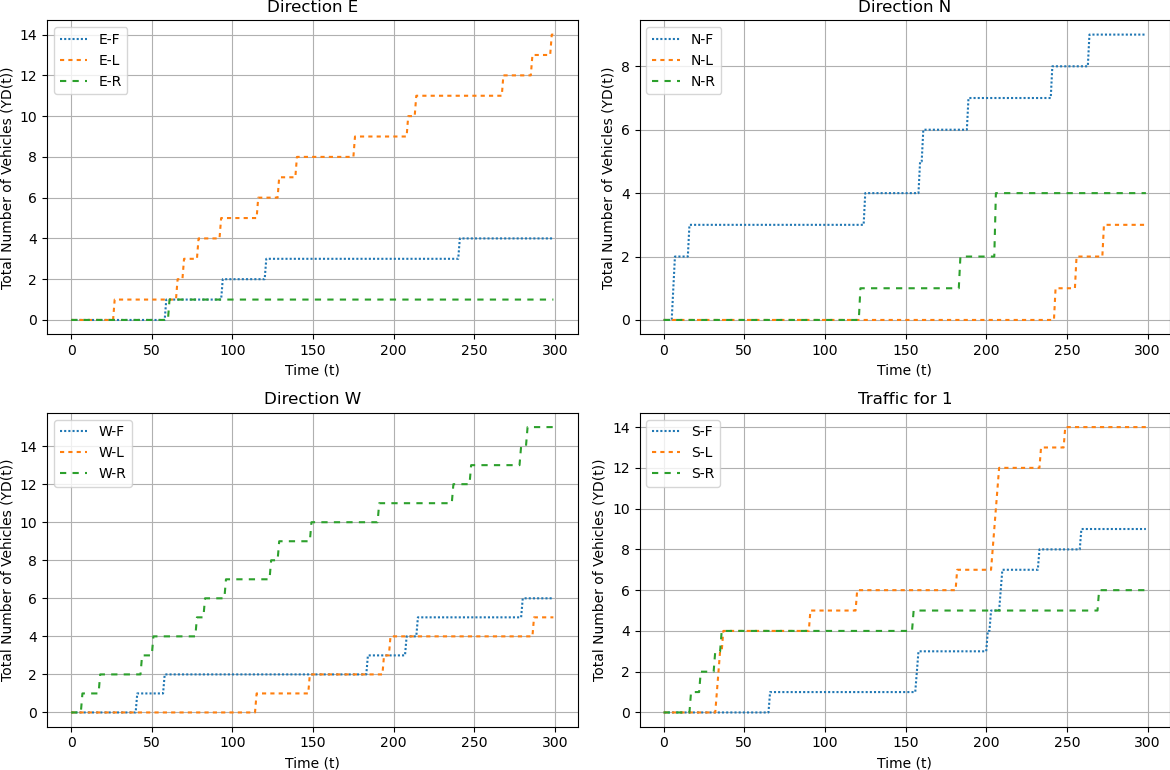 Direction E
Total Number of Vehicles (YD(t))
14
12
10
8
6
4
2
0
E-F
E-L
E-R
0 50 100 150 200 250 300
Time (t)
Direction N
Total Number of Vehicles (YD(t))
8
6
4
2
0
N-F
N-L
N-R
0 50 100 150 200 250 300
Time (t)
Direction W
Total Number of Vehicles (YD(t))
14
12
10
8
6
4
2
0
W-F
W-L
W-R
0 50 100 150 200 250 300
Time (t)
Traffic for 1
Total Number of Vehicles (YD(t))
14
12
10
8
6
4
2
0
S-F
S-L
S-R
0 50 100 150 200 250 300
Time (t)